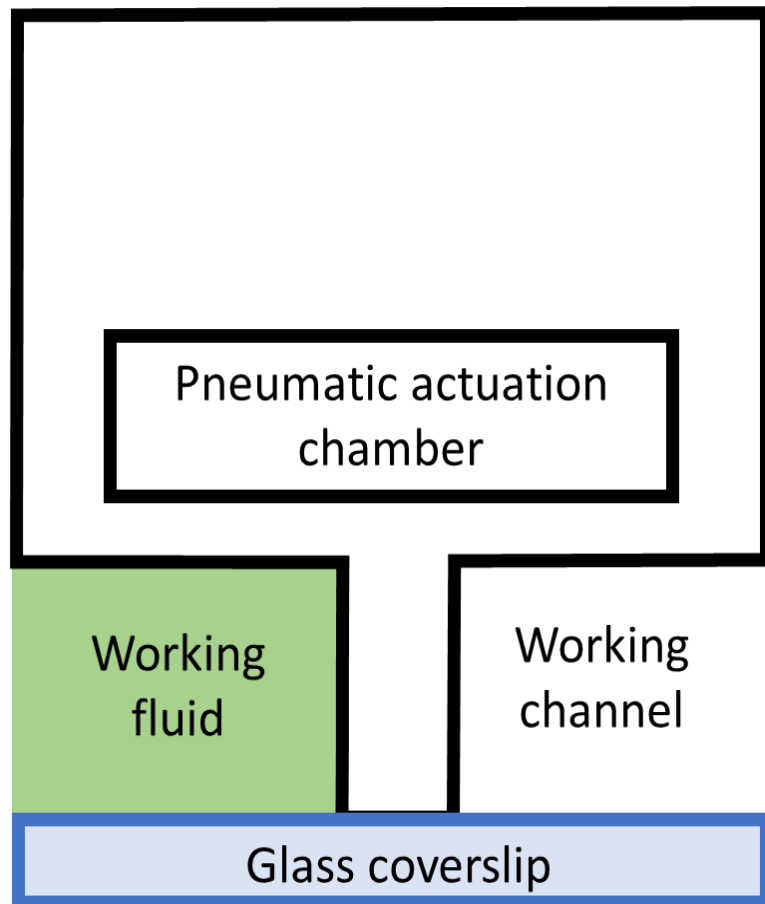 Pneumatic actuation
chamber
Working
fluid
Working
channel
Glass coverslip